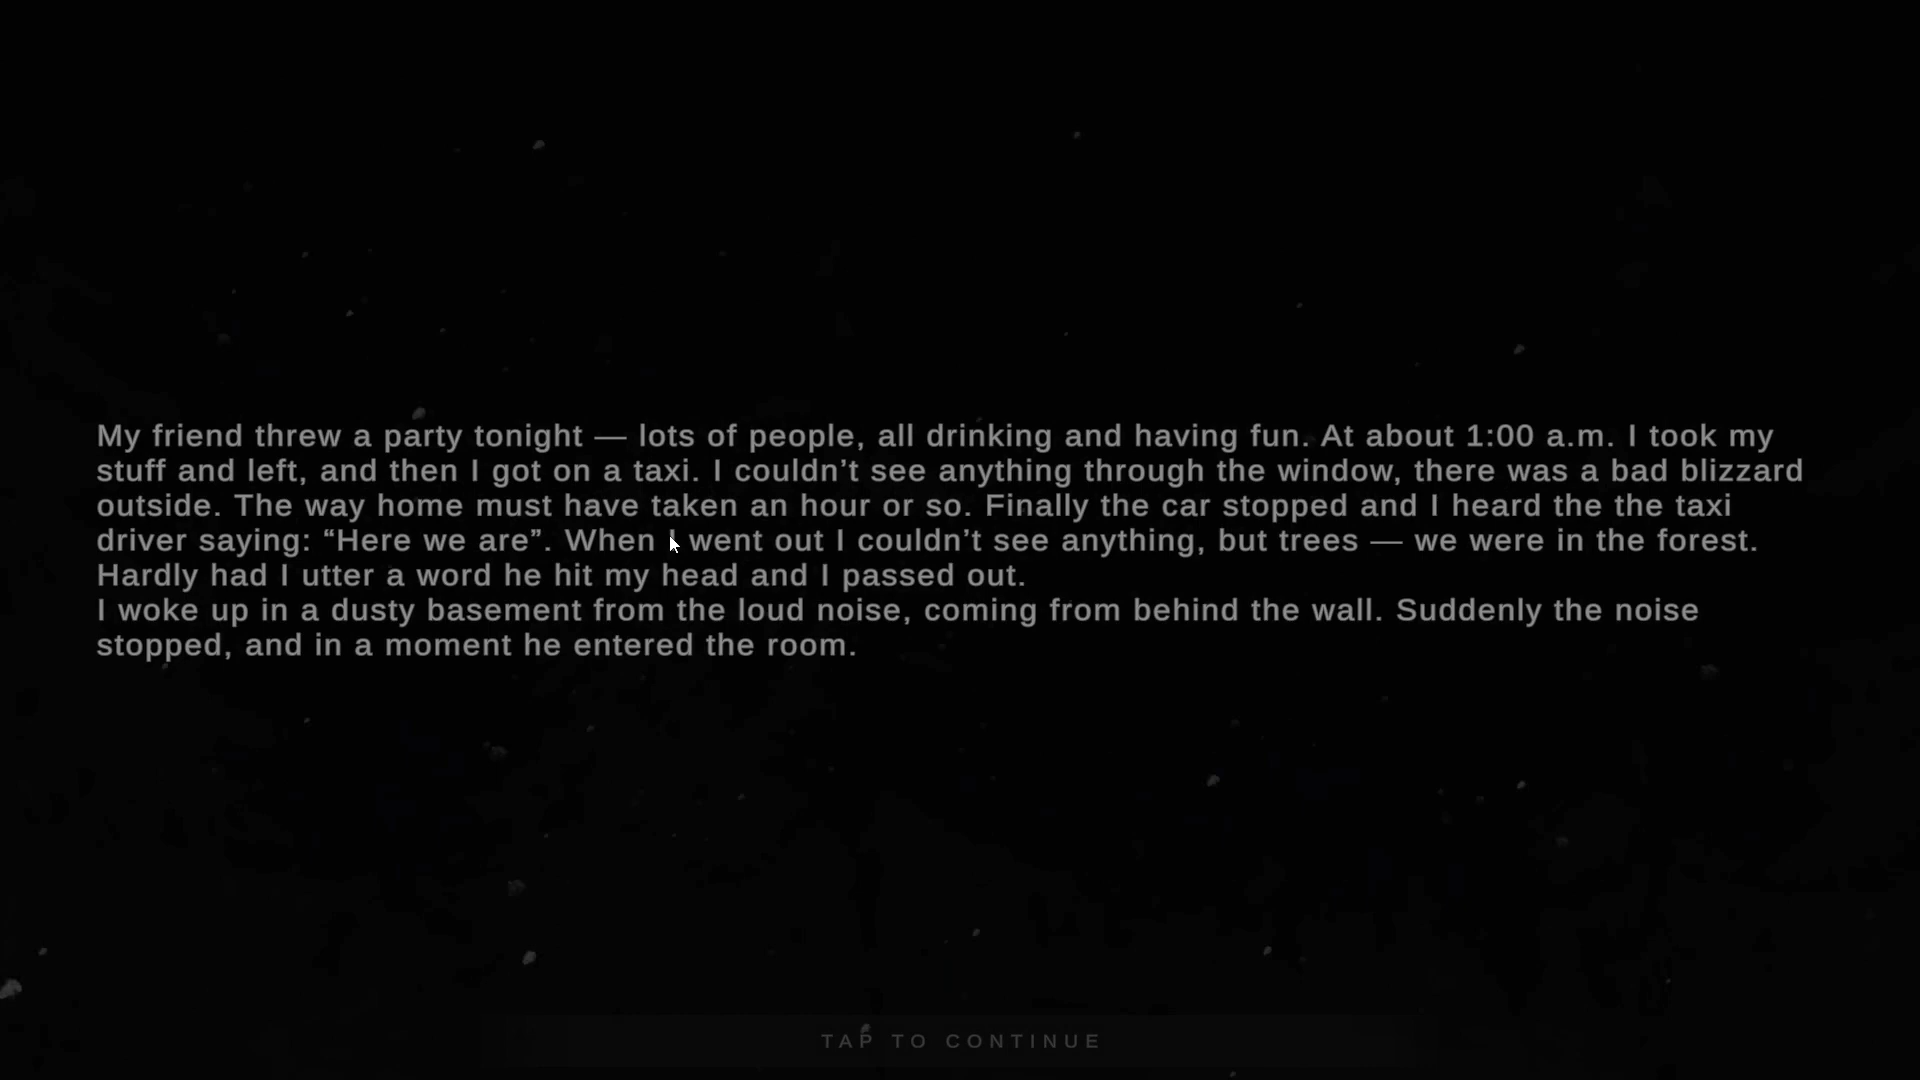 My friend threw a party tonight — lots of people, all drinking and having fun. At about 1:00 a.m. I took my
stuff and left, and then I got on a taxi. I couldn’t see anything through the window, there was a bad blizzard
outside. The way home must have taken an hour or so. Finally the car stopped and I heard the the taxi
driver saying: “Here we are”. When I went out I couldn’t see anything, but trees — we were in the forest.
Hardly had I utter a word he hit my head and I passed out.
I woke up in a dusty basement from the loud noise, coming from behind the wall. Suddenly the noise
stopped, and in a moment he entered the room.
TAP TO CONTINUE